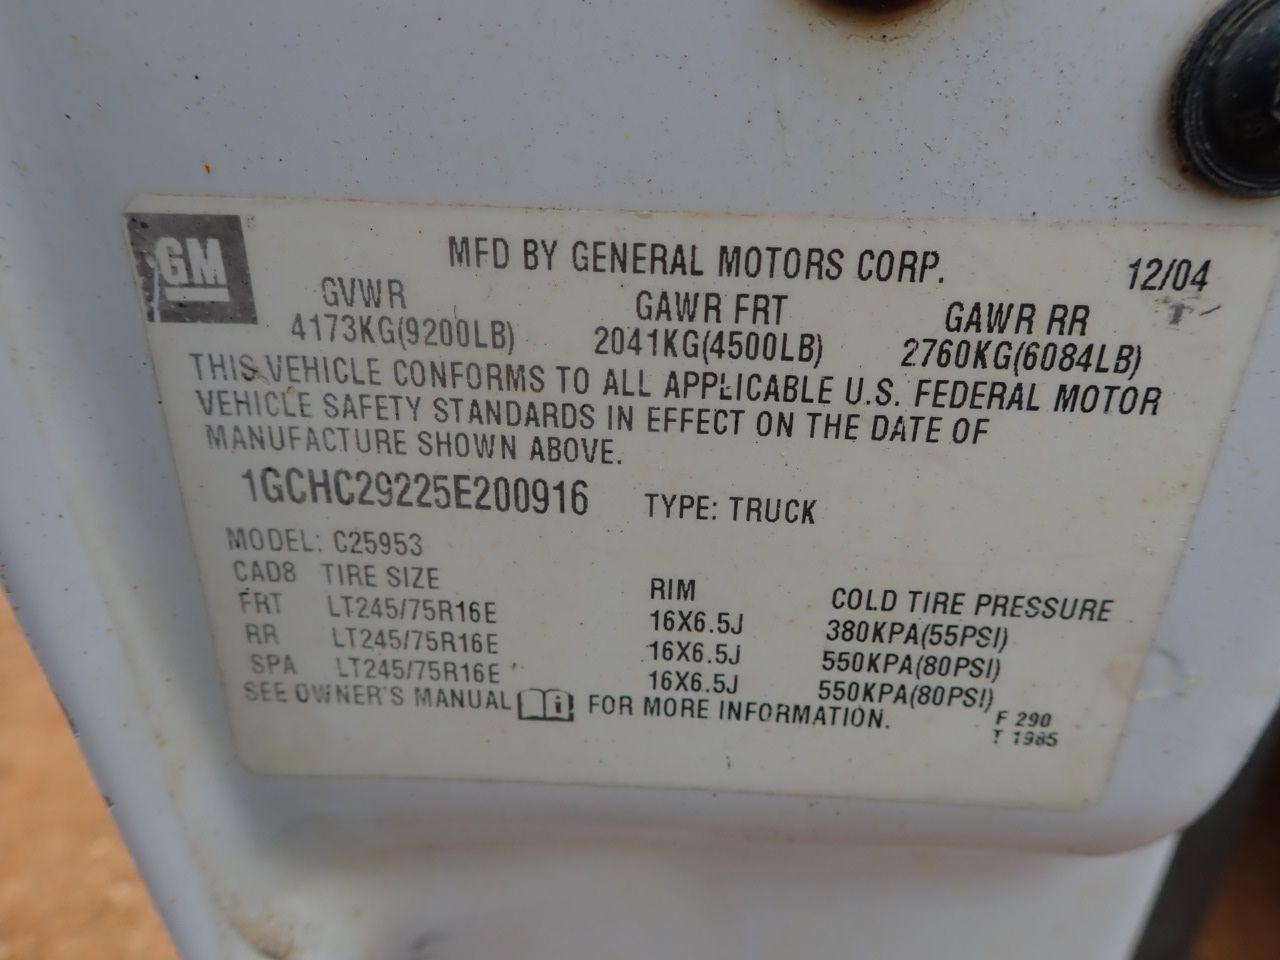 GM
MFD BY GENERAL MOTORS CORP. 12/04
GVWR GAWR FRT GAWR RR T
4173KG(9200LB) 2041KG(4500LB) 2760KG(6084LB)
THIS VEHICLE CONFORMS TO ALL APPLICABLE U.S. FEDERAL MOTOR
VEHICLE SAFETY STANDARDS IN EFFECT ON THE DATE OF
MANUFACTURE SHOWN ABOVE.
1GCHC29225E200916 TYPE: TRUCK
MODEL: C25953
CAD8 TIRE SIZE RIM COLD TIRE PRESSURE
FRT LT245/75R16E 16X6.5J 380KPA(55PSI)
RR LT245/75R16E 16X6.5J 550KPA(80PSI)
SPA LT245/75R16E 16X6.5J 550KPA(80PSI)
SEE OWNER'S MANUAL i FOR MORE INFORMATION.
F 290
T 1985